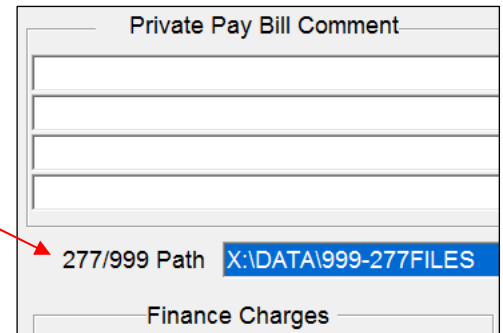 Private Pay Bill Comment
277/999 Path X:\DATA\999-277FILES
Finance Charges